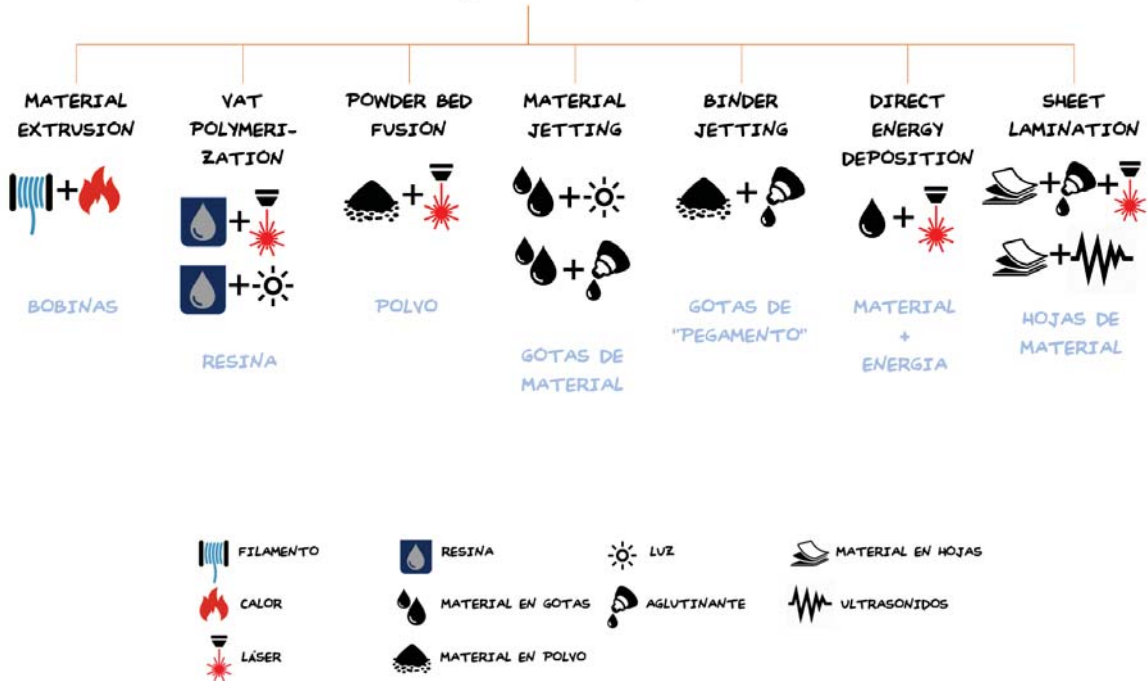 MATERIAL
EXTRUSION
VAT
POLYMERI-
ZATION
POWDER BED
FUSION
MATERIAL
JETTING
BINDER
JETTING
DIRECT
ENERGY
DEPOSITION
SHEET
LAMINATION
BOBINAS
RESINA
POLVO
GOTAS DE
MATERIAL
GOTAS DE
"PEGAMENTO"
MATERIAL
+
ENERGIA
HOJAS DE
MATERIAL
FILAMENTO
RESINA
LUZ
MATERIAL EN HOJAS
CALOR
MATERIAL EN GOTAS
AGLUTINANTE
ULTRASONIDOS
LÁSER
MATERIAL EN POLVO